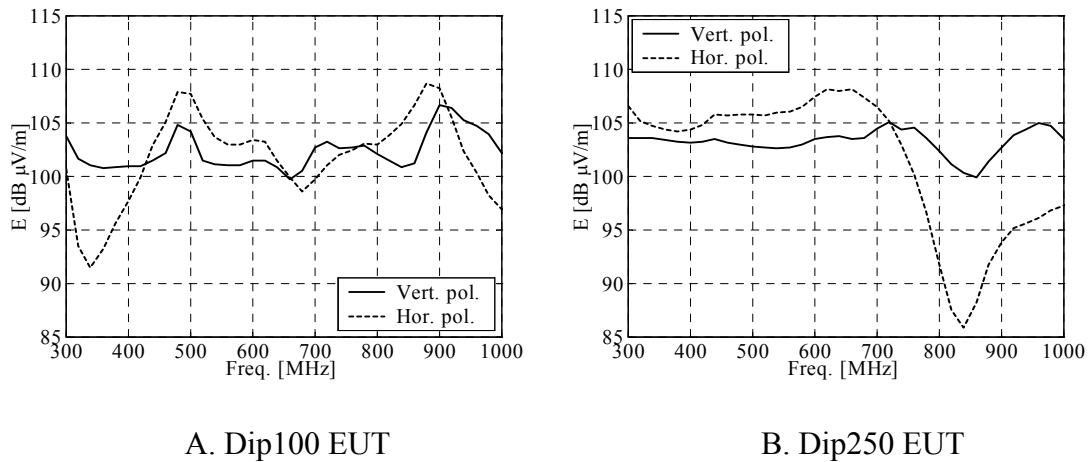 115
110
105
100
95
90
85
E [dB µV/m]
300 400 500 600 700 800 900 1000
Freq. [MHz]
Vert. pol.
Hor. pol.
A. Dip100 EUT
115
110
105
100
95
90
85
E [dB µV/m]
300 400 500 600 700 800 900 1000
Freq. [MHz]
Vert. pol.
Hor. pol.
B. Dip250 EUT